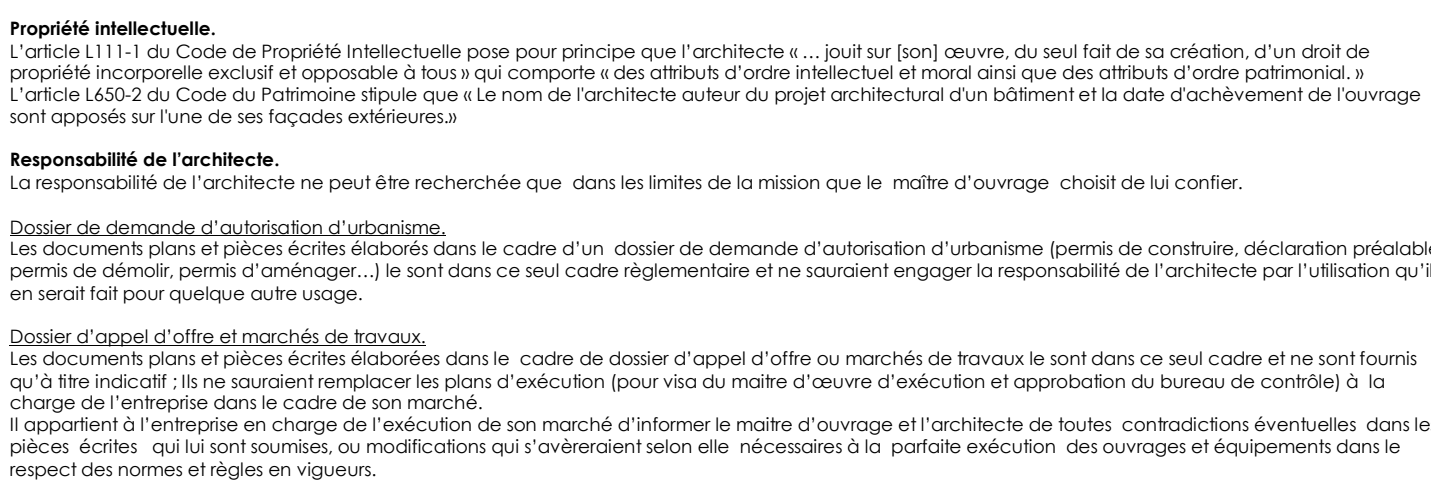 Propriété intellectuelle.
L’article L111-1 du Code de Propriété Intellectuelle pose pour principe que l’architecte « … jouit sur [son] œuvre, du seul fait de sa création, d’un droit de
propriété incorporelle exclusif et opposable à tous » qui comporte « des attributs d’ordre intellectuel et moral ainsi que des attributs d’ordre patrimonial. »
L’article L650-2 du Code du Patrimoine stipule que « Le nom de l'architecte auteur du projet architectural d'un bâtiment et la date d'achèvement de l'ouvrage
sont apposés sur l'une de ses façades extérieures.»
Responsabilité de l’architecte.
La responsabilité de l’architecte ne peut être recherchée que dans les limites de la mission que le maître d’ouvrage choisit de lui confier.
Dossier de demande d’autorisation d’urbanisme.
Les documents plans et pièces écrites élaborés dans le cadre d’un dossier de demande d’autorisation d’urbanisme (permis de construire, déclaration préalable
permis de démolir, permis d’aménager…) le sont dans ce seul cadre règlementaire et ne sauraient engager la responsabilité de l’architecte par l’utilisation qu’il
en serait fait pour quelque autre usage.
Dossier d’appel d’offre et marchés de travaux.
Les documents plans et pièces écrites élaborées dans le cadre de dossier d’appel d’offre ou marchés de travaux le sont dans ce seul cadre et ne sont fournis
qu’à titre indicatif ; Ils ne sauraient remplacer les plans d’exécution (pour visa du maitre d’œuvre d’exécution et approbation du bureau de contrôle) à la
charge de l’entreprise dans le cadre de son marché.
Il appartient à l’entreprise en charge de l’exécution de son marché d’informer le maitre d’ouvrage et l’architecte de toutes contradictions éventuelles dans le
pièces écrites qui lui sont soumises, ou modifications qui s’avèreraient selon elle nécessaires à la parfaite exécution des ouvrages et équipements dans le
respect des normes et règles en vigueurs.